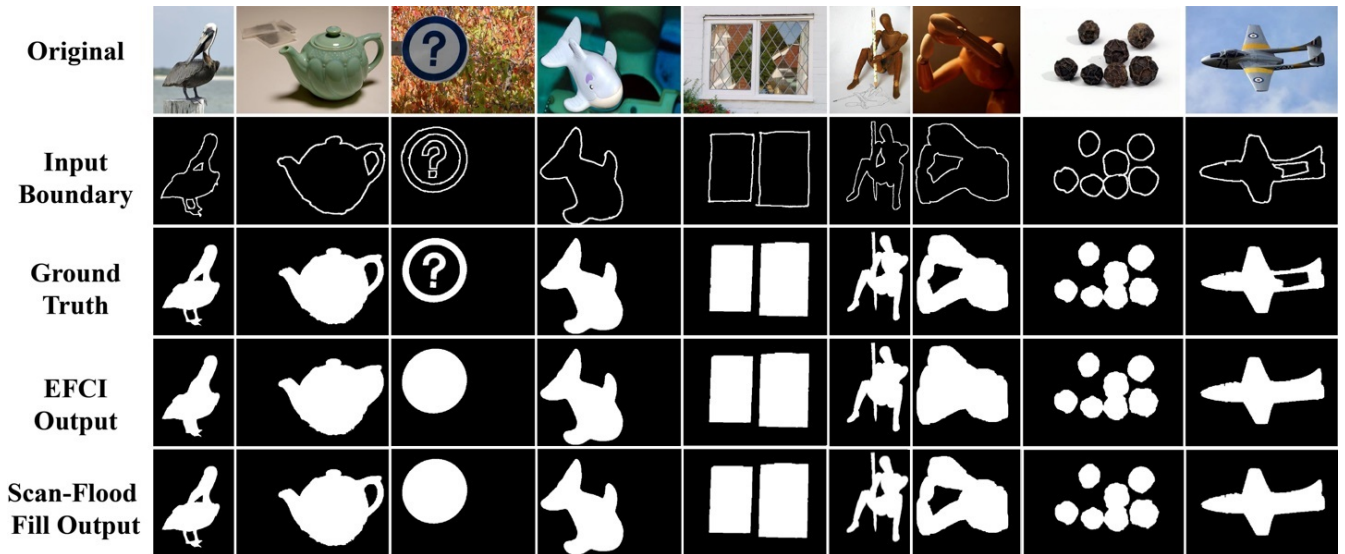 Original
Input
Boundary
Ground
Truth
EFCI
Output
Scan-Flood
Fill Output